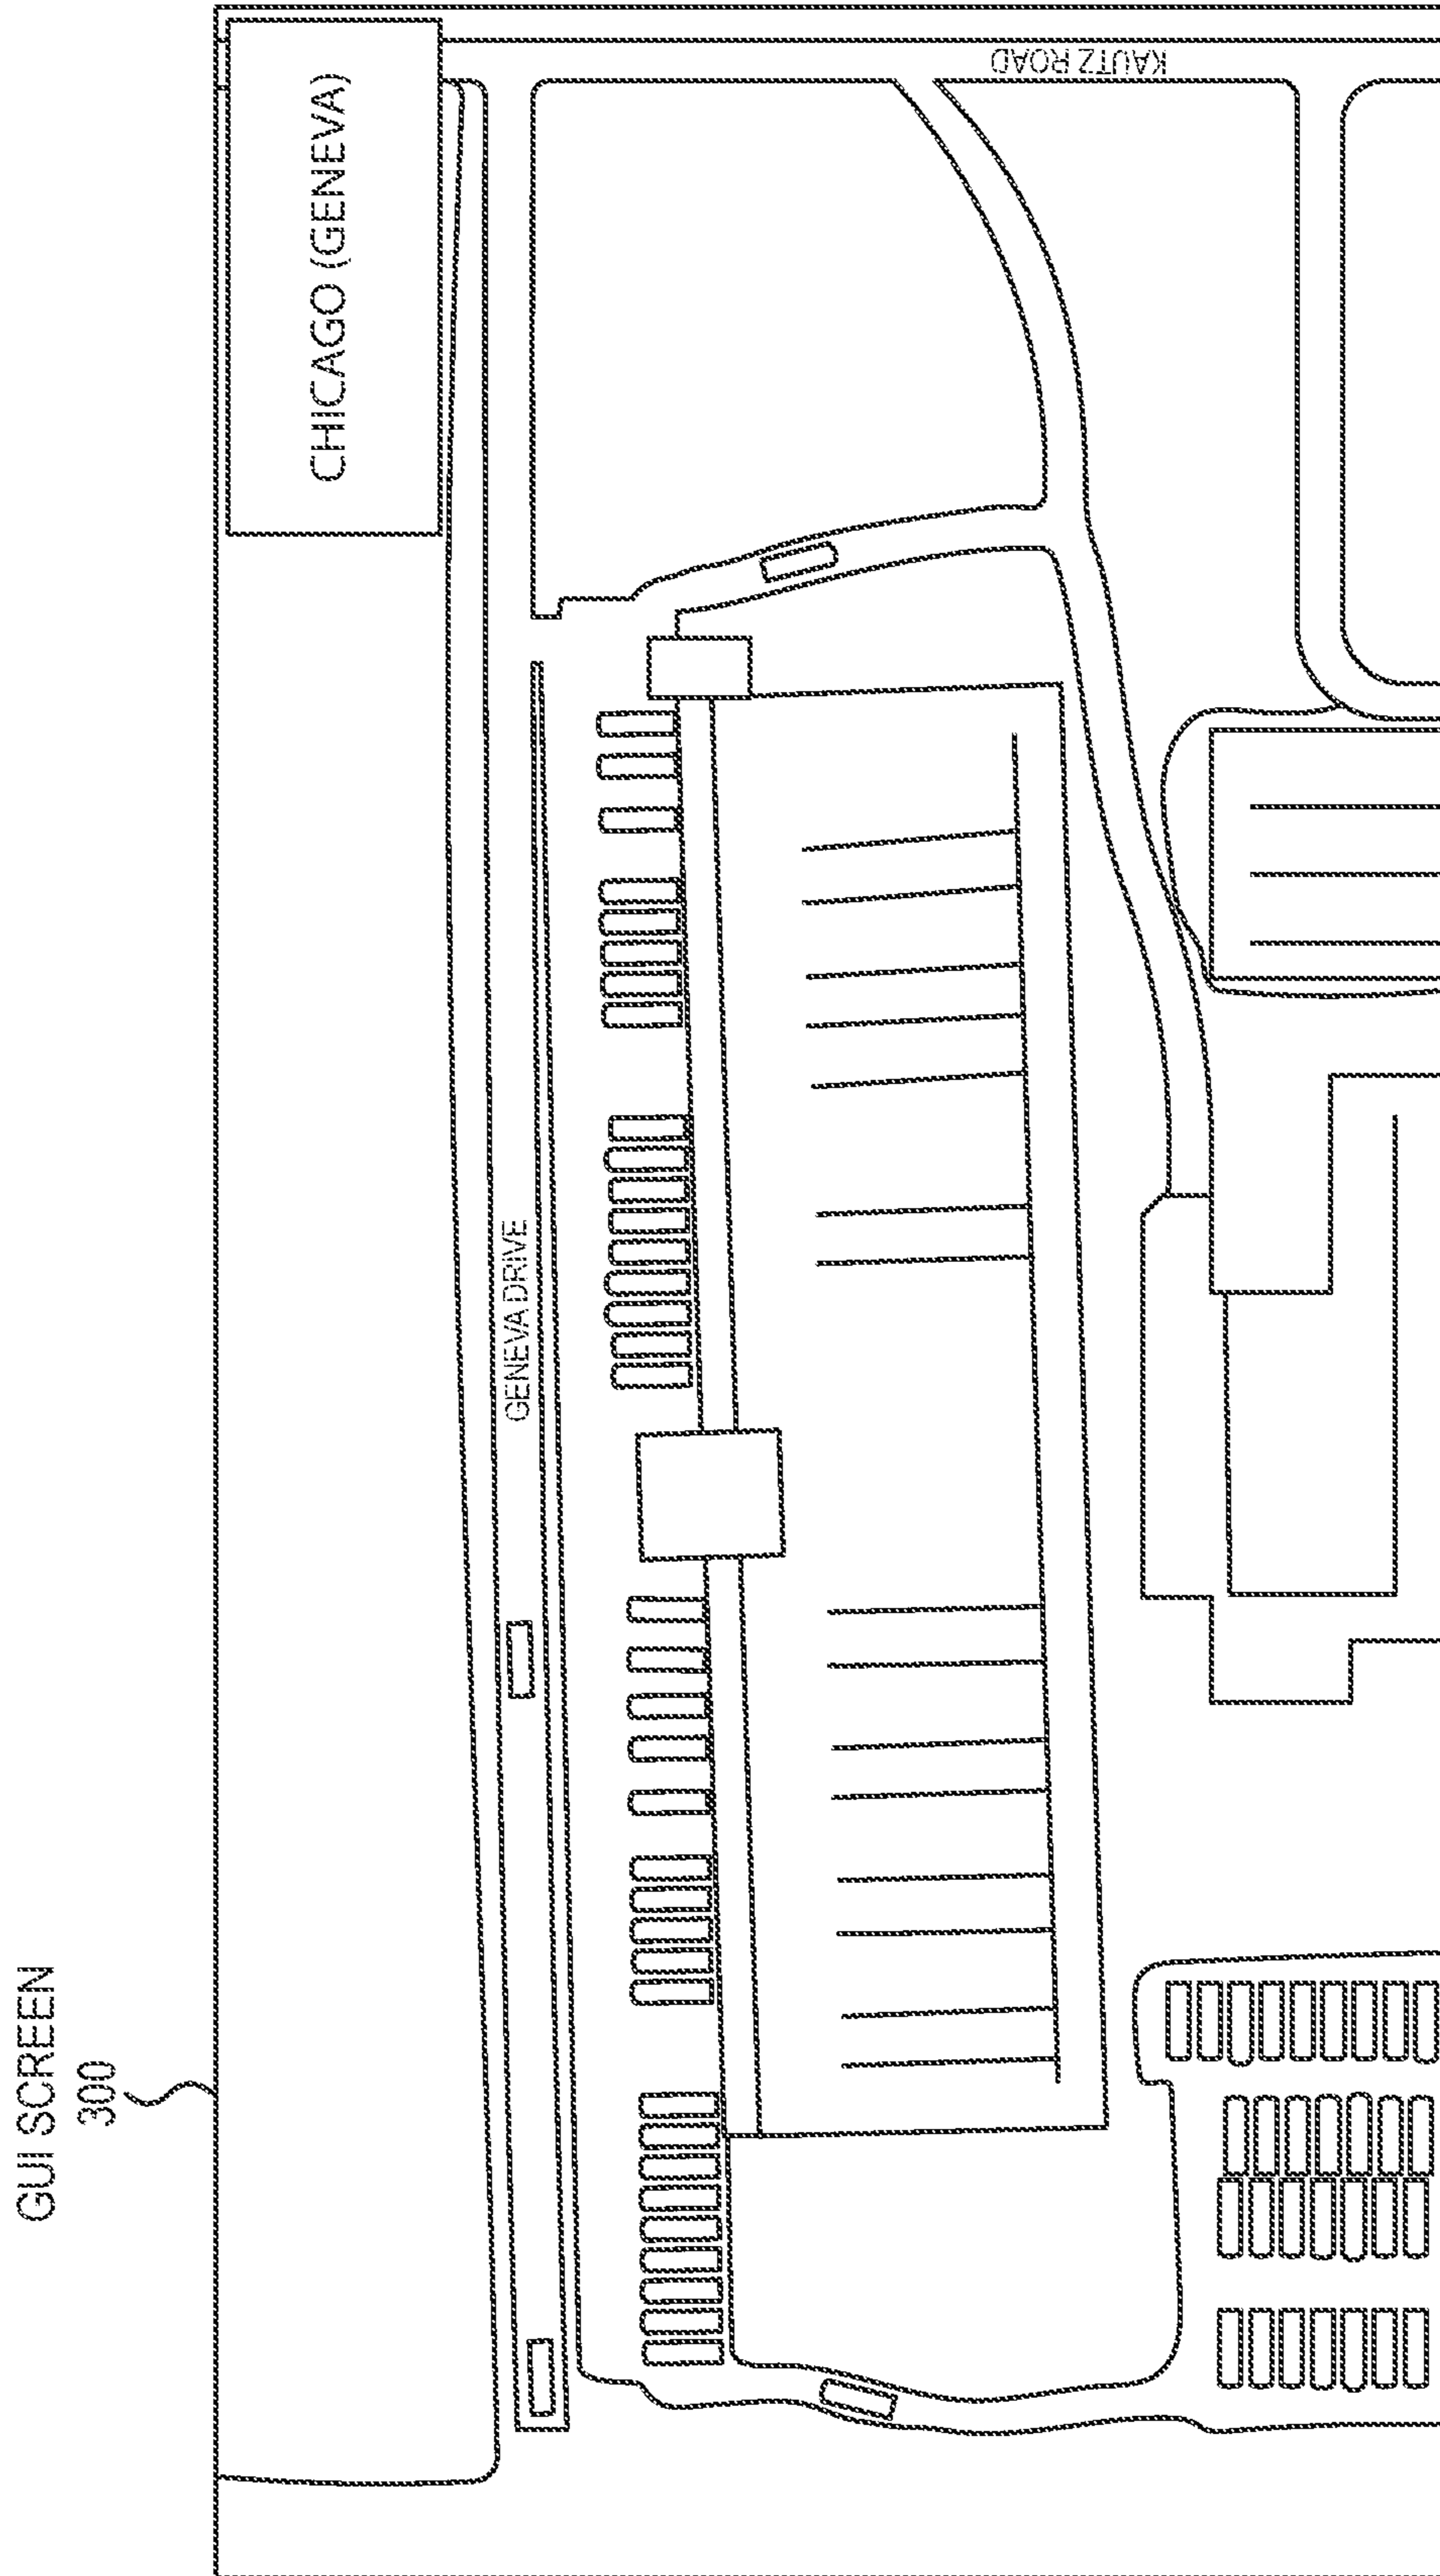 GUI SCREEN
300
CHICAGO (GENEVA)
GENEVA DRIVE
KAUTZ ROAD